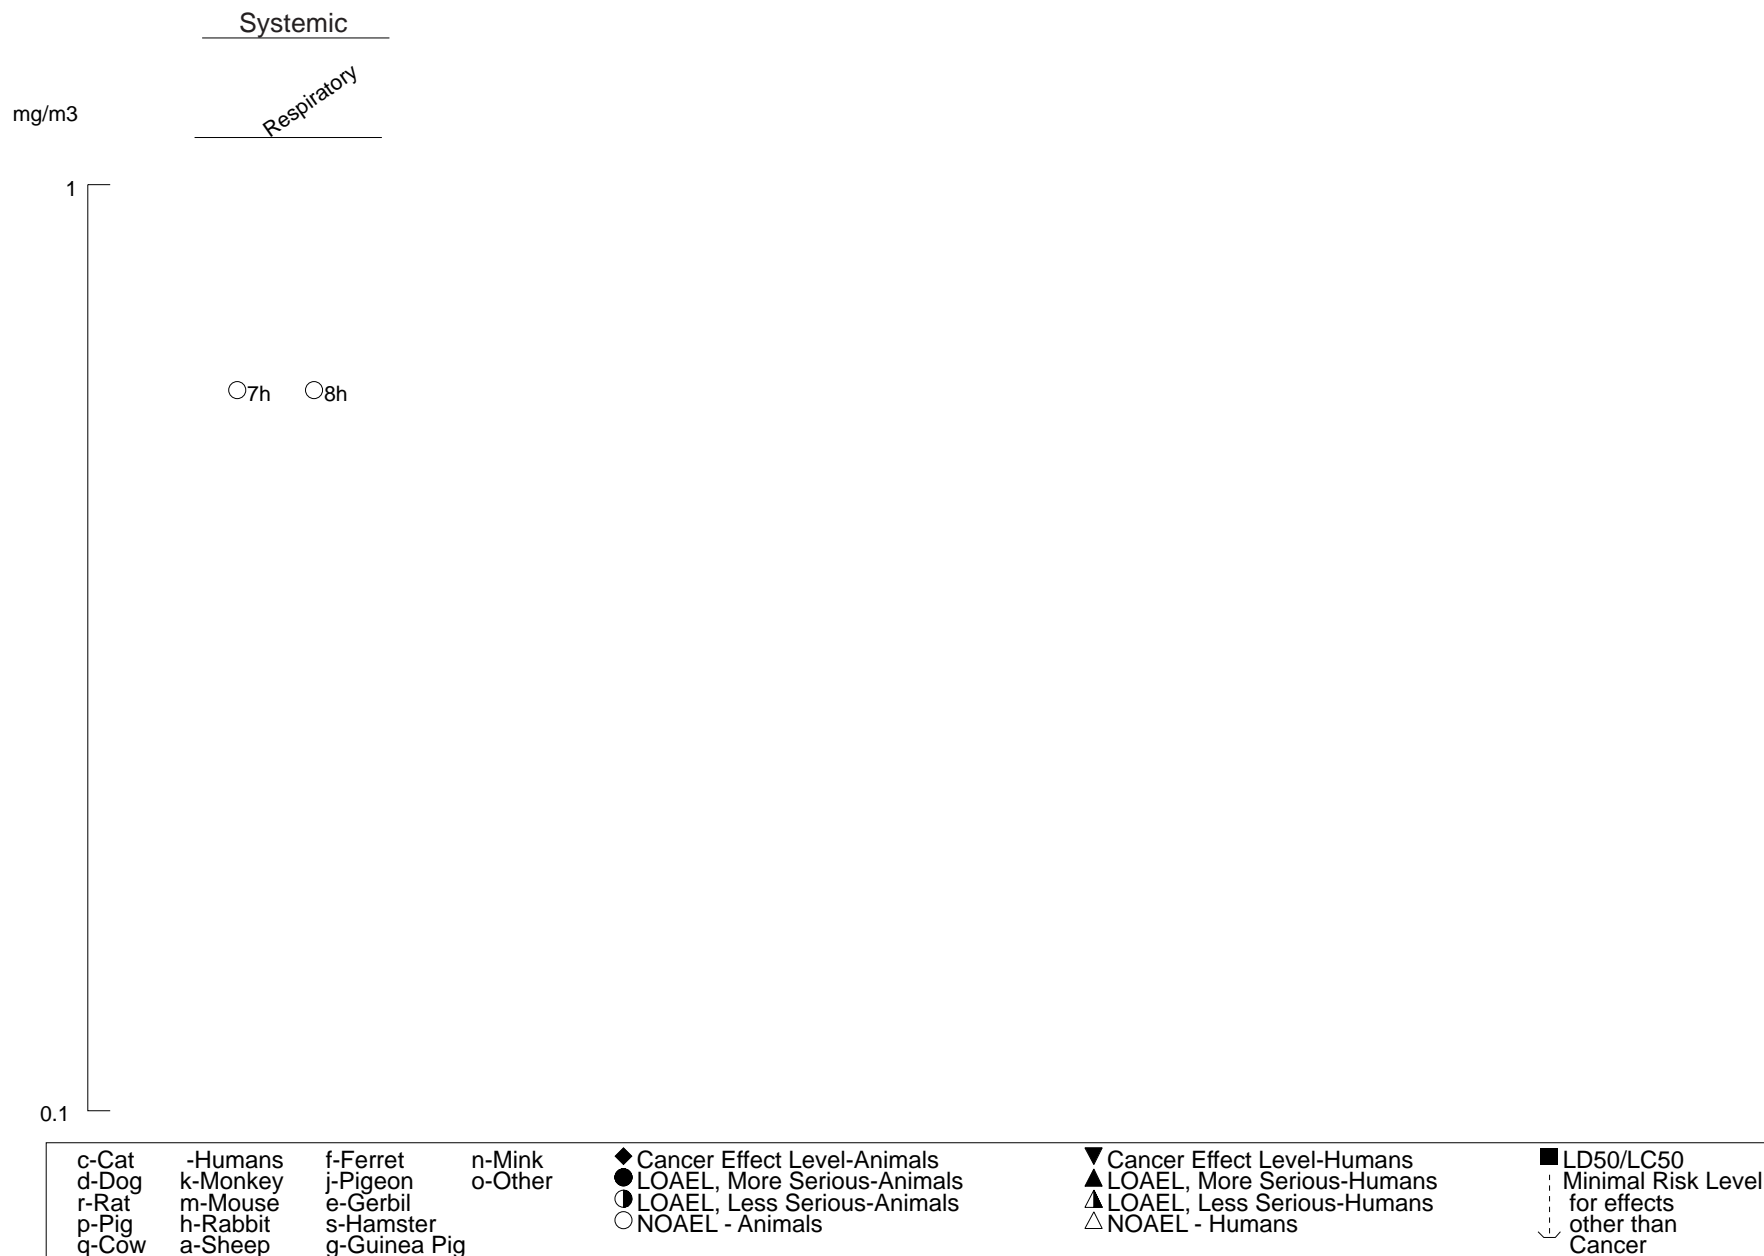 Systemic
Respiratory
mg/m3
1
7h 8h
0.1
c-Cat -Humans f-Ferret n-Mink Cancer Effect Level-Animals Cancer Effect Level-Humans LD50/LC50
d-Dog k-Monkey j-Pigeon o-Other LOAEL, More Serious-Animals LOAEL, More Serious-Humans Minimal Risk Level
r-Rat m-Mouse e-Gerbil LOAEL, Less Serious-Animals LOAEL, Less Serious-Humans for effects
p-Pig h-Rabbit s-Hamster NOAEL - Animals NOAEL - Humans other than
q-Cow a-Sheep g-Guinea Pig Cancer